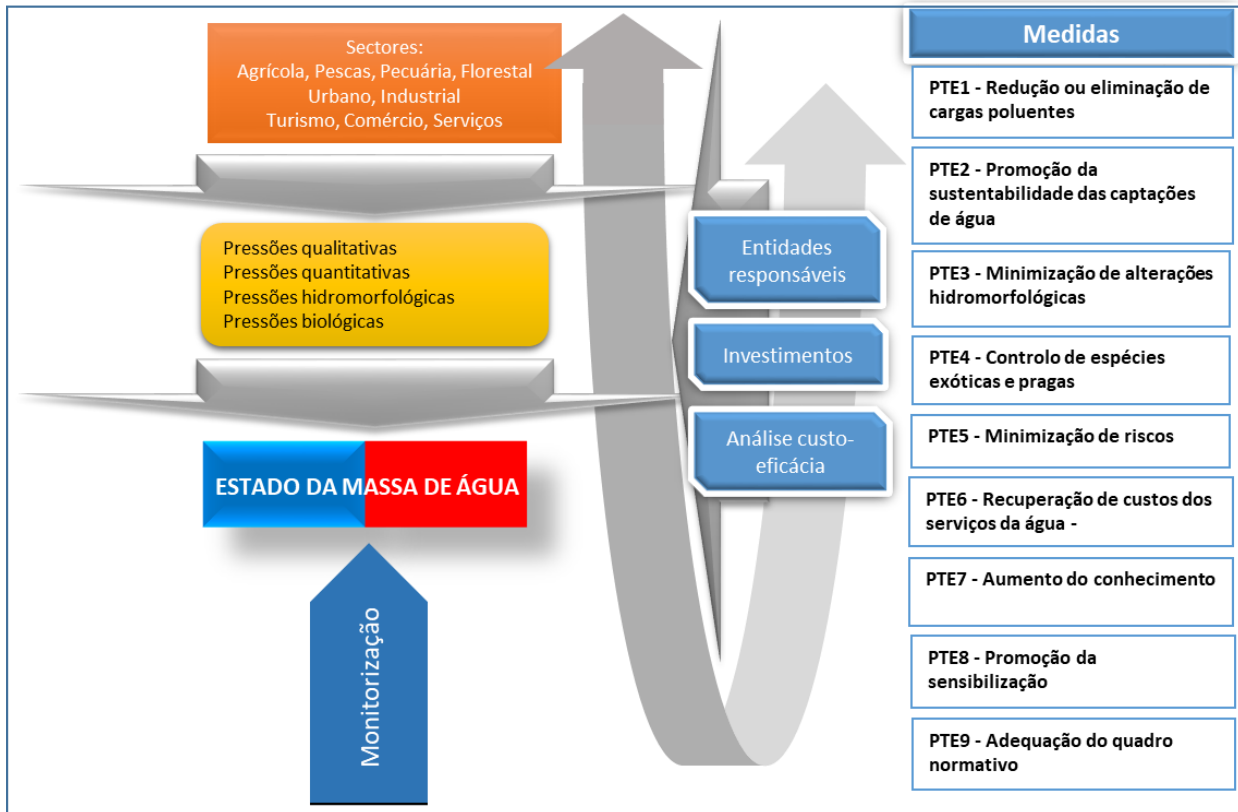 Sectores:
Agrícola, Pescas, Pecuária, Florestal
Urbano, Industrial
Turismo, Comércio, Serviços
Pressões qualitativas
Pressões quantitativas
Pressões hidromorfológicas
Pressões biológicas
ESTADO DA MASSA DE ÁGUA
Monitorização
Entidades
responsáveis
Investimentos
Análise custo-
eficácia
Medidas
PTE1 - Redução ou eliminação de
cargas poluentes
PTE2 - Promoção da
sustentabilidade das captações
de água
PTE3 - Minimização de alterações
hidromorfológicas
PTE4 - Controlo de espécies
exóticas e pragas
PTE5 - Minimização de riscos
PTE6 - Recuperação de custos dos
serviços da água -
PTE7 - Aumento do conhecimento
PTE8 - Promoção da
sensibilização
PTE9 - Adequação do quadro
normativo